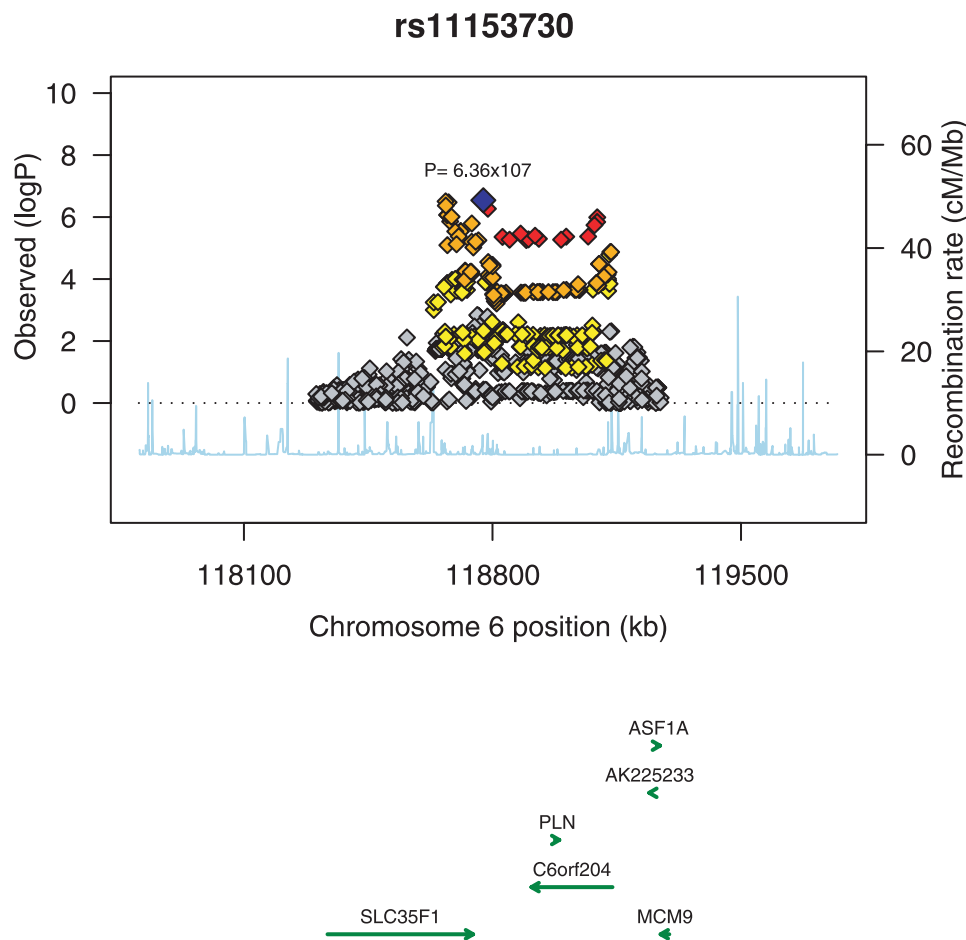 rs11153730
10
8
6
4
2
0
Observed (logP)
P= 6.36x107
60
40
20
0
Recombination rate (cM/Mb)
118100
118800
119500
Chromosome 6 position (kb)
ASF1A
AK225233
PLN
C6orf204
SLC35F1
MCM9